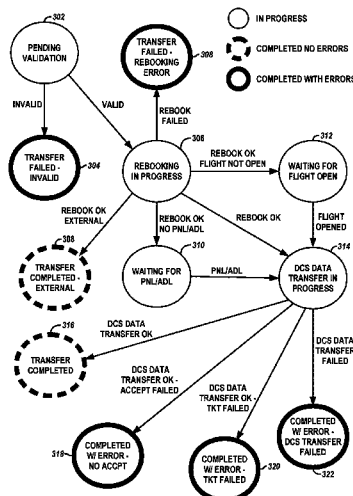 302
PENDING
VALIDATION
TRANSFER
FAILED -
REBOOKING
ERROR
398
IN PROGRESS
COMPLETED NO ERRORS
COMPLETED WITH ERRORS
INVALID
VALID
REBOOK
FAILED
TRANSFER
FAILED -
INVALID
304
306
REBOOKING
IN PROGRESS
REBOOK OK
FLIGHT NOT OPEN
312
WAITING FOR
FLIGHT OPEN
REBOOK OK
EXTERNAL
REBOOK OK
NO PNL/ADL
REBOOK OK
FLIGHT
OPENED
308
TRANSFER
COMPLETED -
EXTERNAL
310
WAITING FOR
PNL/ADL
PNL/ADL
314
DCS DATA
TRANSFER IN
PROGRESS
316
TRANSFER
COMPLETED
DCS DATA
TRANSFER OK
DCS DATA
TRANSFER OK -
ACCEPT FAILED
DCS DATA
TRANSFER OK -
TKT FAILED
DCS DATA
TRANSFER
FAILED
COMPLETED
W/ ERROR -
NO ACCPT
318
COMPLETED
W/ ERROR -
TKT FAILED
320
COMPLETED
W/ ERROR -
DCS TRANSFER
FAILED
322